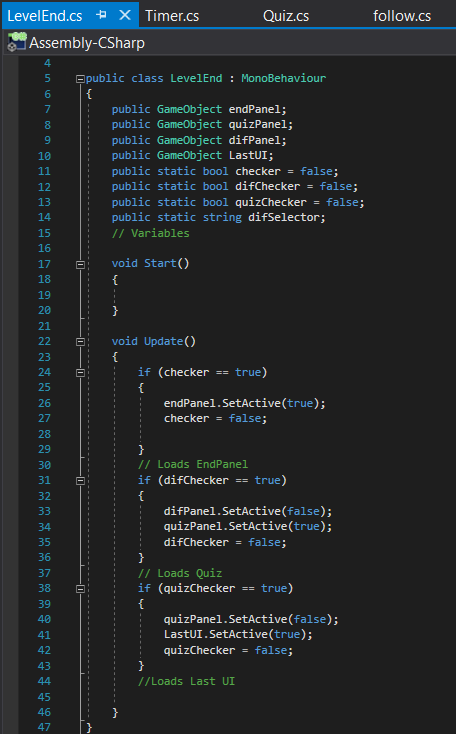 LevelEnd.cs Timer.cs Quiz.cs follow.cs
Assembly-CSharp
4
5 public class LevelEnd : MonoBehaviour
6 {
7 public GameObject endPanel;
8 public GameObject quizPanel;
9 public GameObject difPanel;
10 public GameObject LastUI;
11 public static bool checker = false;
12 public static bool difChecker = false;
13 public static bool quizChecker = false;
14 public static string difSelector;
15 // Variables
16
17 void Start()
18 {
19
20 }
21
22 void Update()
23 {
24 if (checker == true)
25 {
26 endPanel.SetActive(true);
27 checker = false;
28
29 }
30 // Loads EndPanel
31 if (difChecker == true)
32 {
33 difPanel.SetActive(false);
34 quizPanel.SetActive(true);
35 difChecker = false;
36 }
37 // Loads Quiz
38 if (quizChecker == true)
39 {
40 quizPanel.SetActive(false);
41 LastUI.SetActive(true);
42 quizChecker = false;
43 }
44 //Loads Last UI
45
46 }
47 }